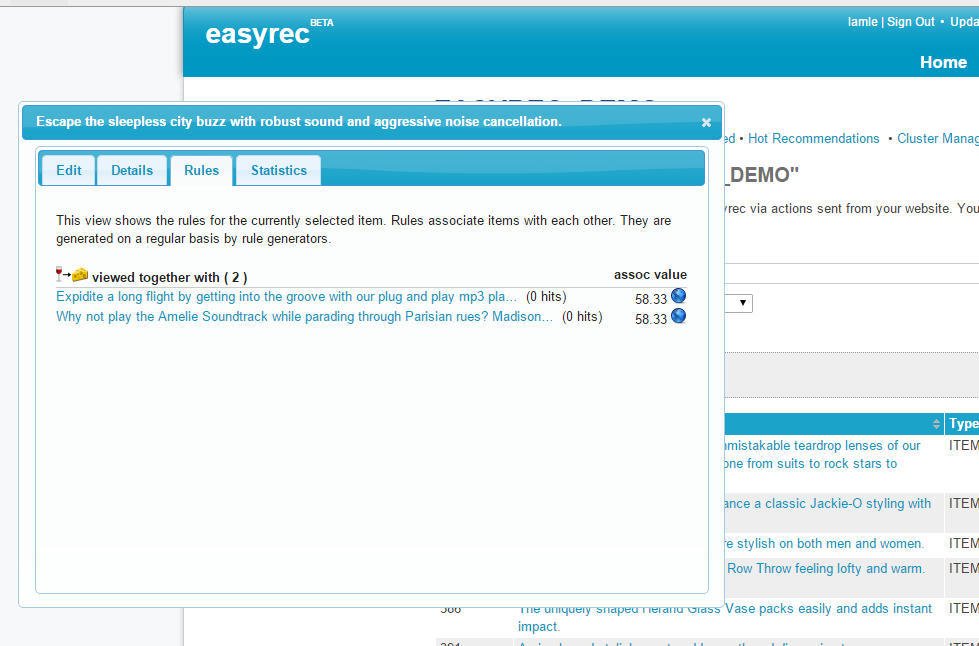 easyrec BETA
lamle | Sign Out • Upda
Home
Escape the sleepless city buzz with robust sound and aggressive noise cancellation.
Edit Details Rules Statistics
This view shows the rules for the currently selected item. Rules associate items with each other. They are
generated on a regular basis by rule generators.
viewed together with ( 2 ) assoc value
Expidite a long flight by getting into the groove with our plug and play mp3 pla... (0 hits) 58.33
Why not play the Amelie Soundtrack while parading through Parisian rues? Madison... (0 hits) 58.33
ed • Hot Recommendations • Cluster Manag
_DEMO"
rec via actions sent from your website. You
Type
mistakable teardrop lenses of our ITEM
one from suits to rock stars to
ance a classic Jackie-O styling with ITEM
re stylish on both men and women. ITEM
Row Throw feeling lofty and warm. ITEM
The uniquely shaped Herand Glass Vase packs easily and adds instant ITEM
impact.